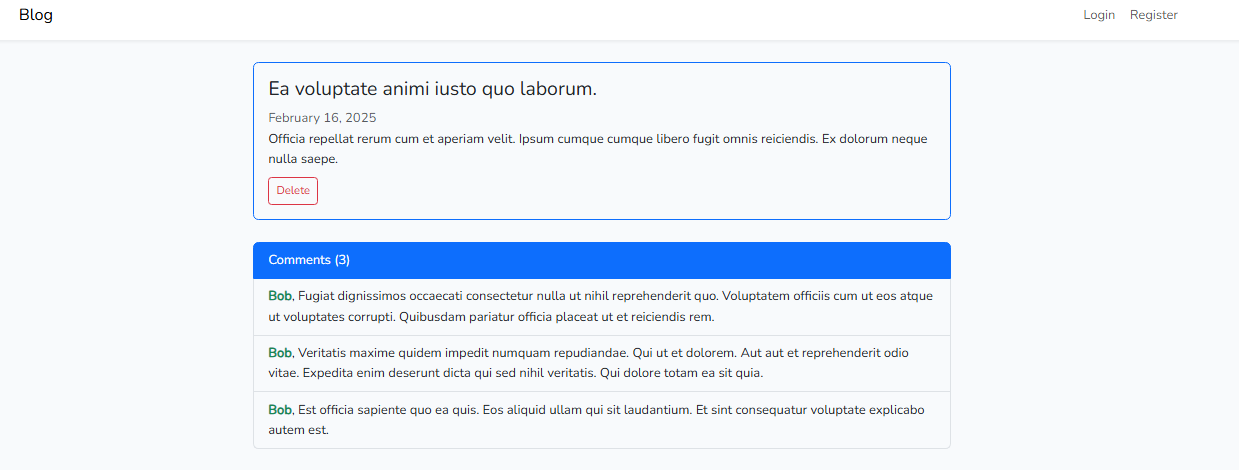 Blog
Login Register
Ea voluptate animi iusto quo laborum.
February 16, 2025
Officia repellat rerum cum et aperiam velit. Ipsum cumque cumque libero fugit omnis reiciendis. Ex dolorum neque
nulla saepe.
Delete
Comments (3)
Bob, Fugiat dignissimos occaecati consectetur nulla ut nihil reprehenderit quo. Voluptatem officiis cum ut eos atque
ut voluptates corrupti. Quibusdam pariatur officia placeat ut et reiciendis rem.
Bob, Veritatis maxime quidem impedit numquam repudiandae. Qui ut et dolorem. Aut aut et reprehenderit odio
vitae. Expedita enim deserunt dicta qui sed nihil veritatis. Qui dolore totam ea sit quia.
Bob, Est officia sapiente quo ea quis. Eos aliquid ullam qui sit laudantium. Et sint consequatur voluptate explicabo
autem est.